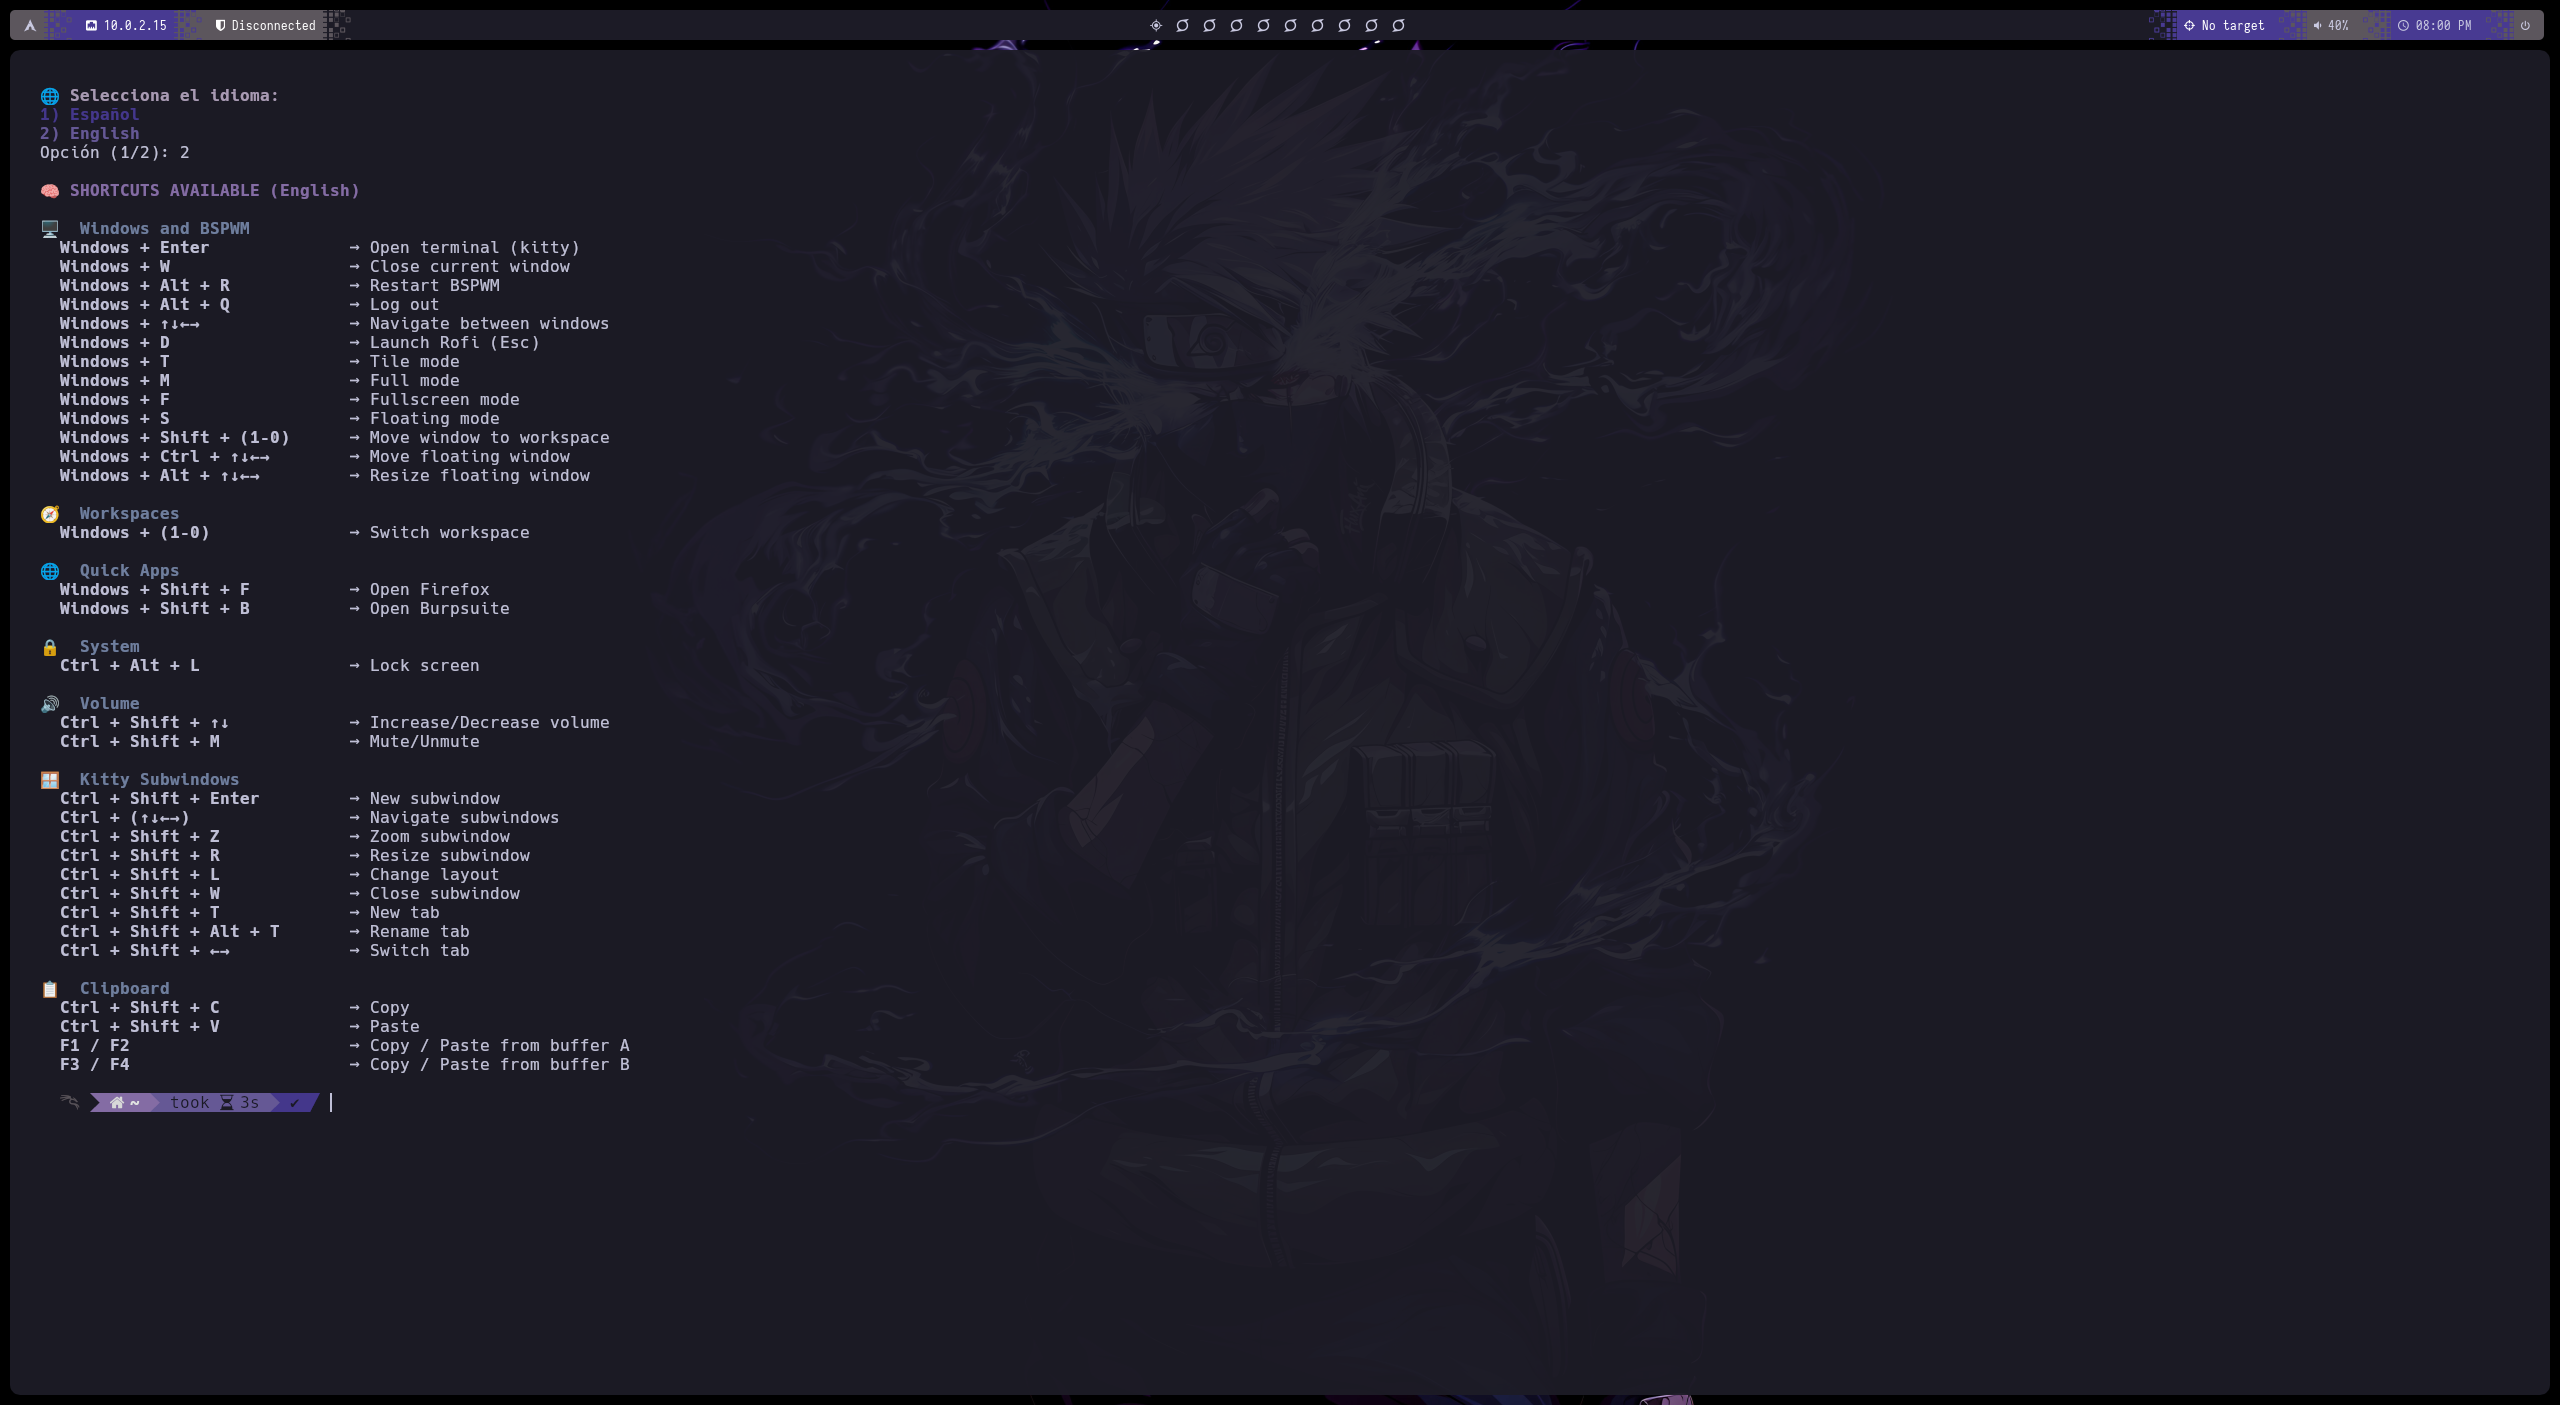 10.0.2.15 Disconnected No target 40% 08:00 PM
🌐 Selecciona el idioma:
1) Español
2) English
Opción (1/2): 2
🧠 SHORTCUTS AVAILABLE (English)
🖥️ Windows and BSPWM
Windows + Enter → Open terminal (kitty)
Windows + W → Close current window
Windows + Alt + R → Restart BSPWM
Windows + Alt + Q → Log out
Windows + ↑↓←→ → Navigate between windows
Windows + D → Launch Rofi (Esc)
Windows + T → Tile mode
Windows + M → Full mode
Windows + F → Fullscreen mode
Windows + S → Floating mode
Windows + Shift + (1-0) → Move window to workspace
Windows + Ctrl + ↑↓←→ → Move floating window
Windows + Alt + ↑↓←→ → Resize floating window
🧭 Workspaces
Windows + (1-0) → Switch workspace
🌐 Quick Apps
Windows + Shift + F → Open Firefox
Windows + Shift + B → Open Burpsuite
🔒 System
Ctrl + Alt + L → Lock screen
🔊 Volume
Ctrl + Shift + ↑↓ → Increase/Decrease volume
Ctrl + Shift + M → Mute/Unmute
🪟 Kitty Subwindows
Ctrl + Shift + Enter → New subwindow
Ctrl + (↑↓←→) → Navigate subwindows
Ctrl + Shift + Z → Zoom subwindow
Ctrl + Shift + R → Resize subwindow
Ctrl + Shift + L → Change layout
Ctrl + Shift + W → Close subwindow
Ctrl + Shift + T → New tab
Ctrl + Shift + Alt + T → Rename tab
Ctrl + Shift + ←→ → Switch tab
📋 Clipboard
Ctrl + Shift + C → Copy
Ctrl + Shift + V → Paste
F1 / F2 → Copy / Paste from buffer A
F3 / F4 → Copy / Paste from buffer B
~ took 3s ✔